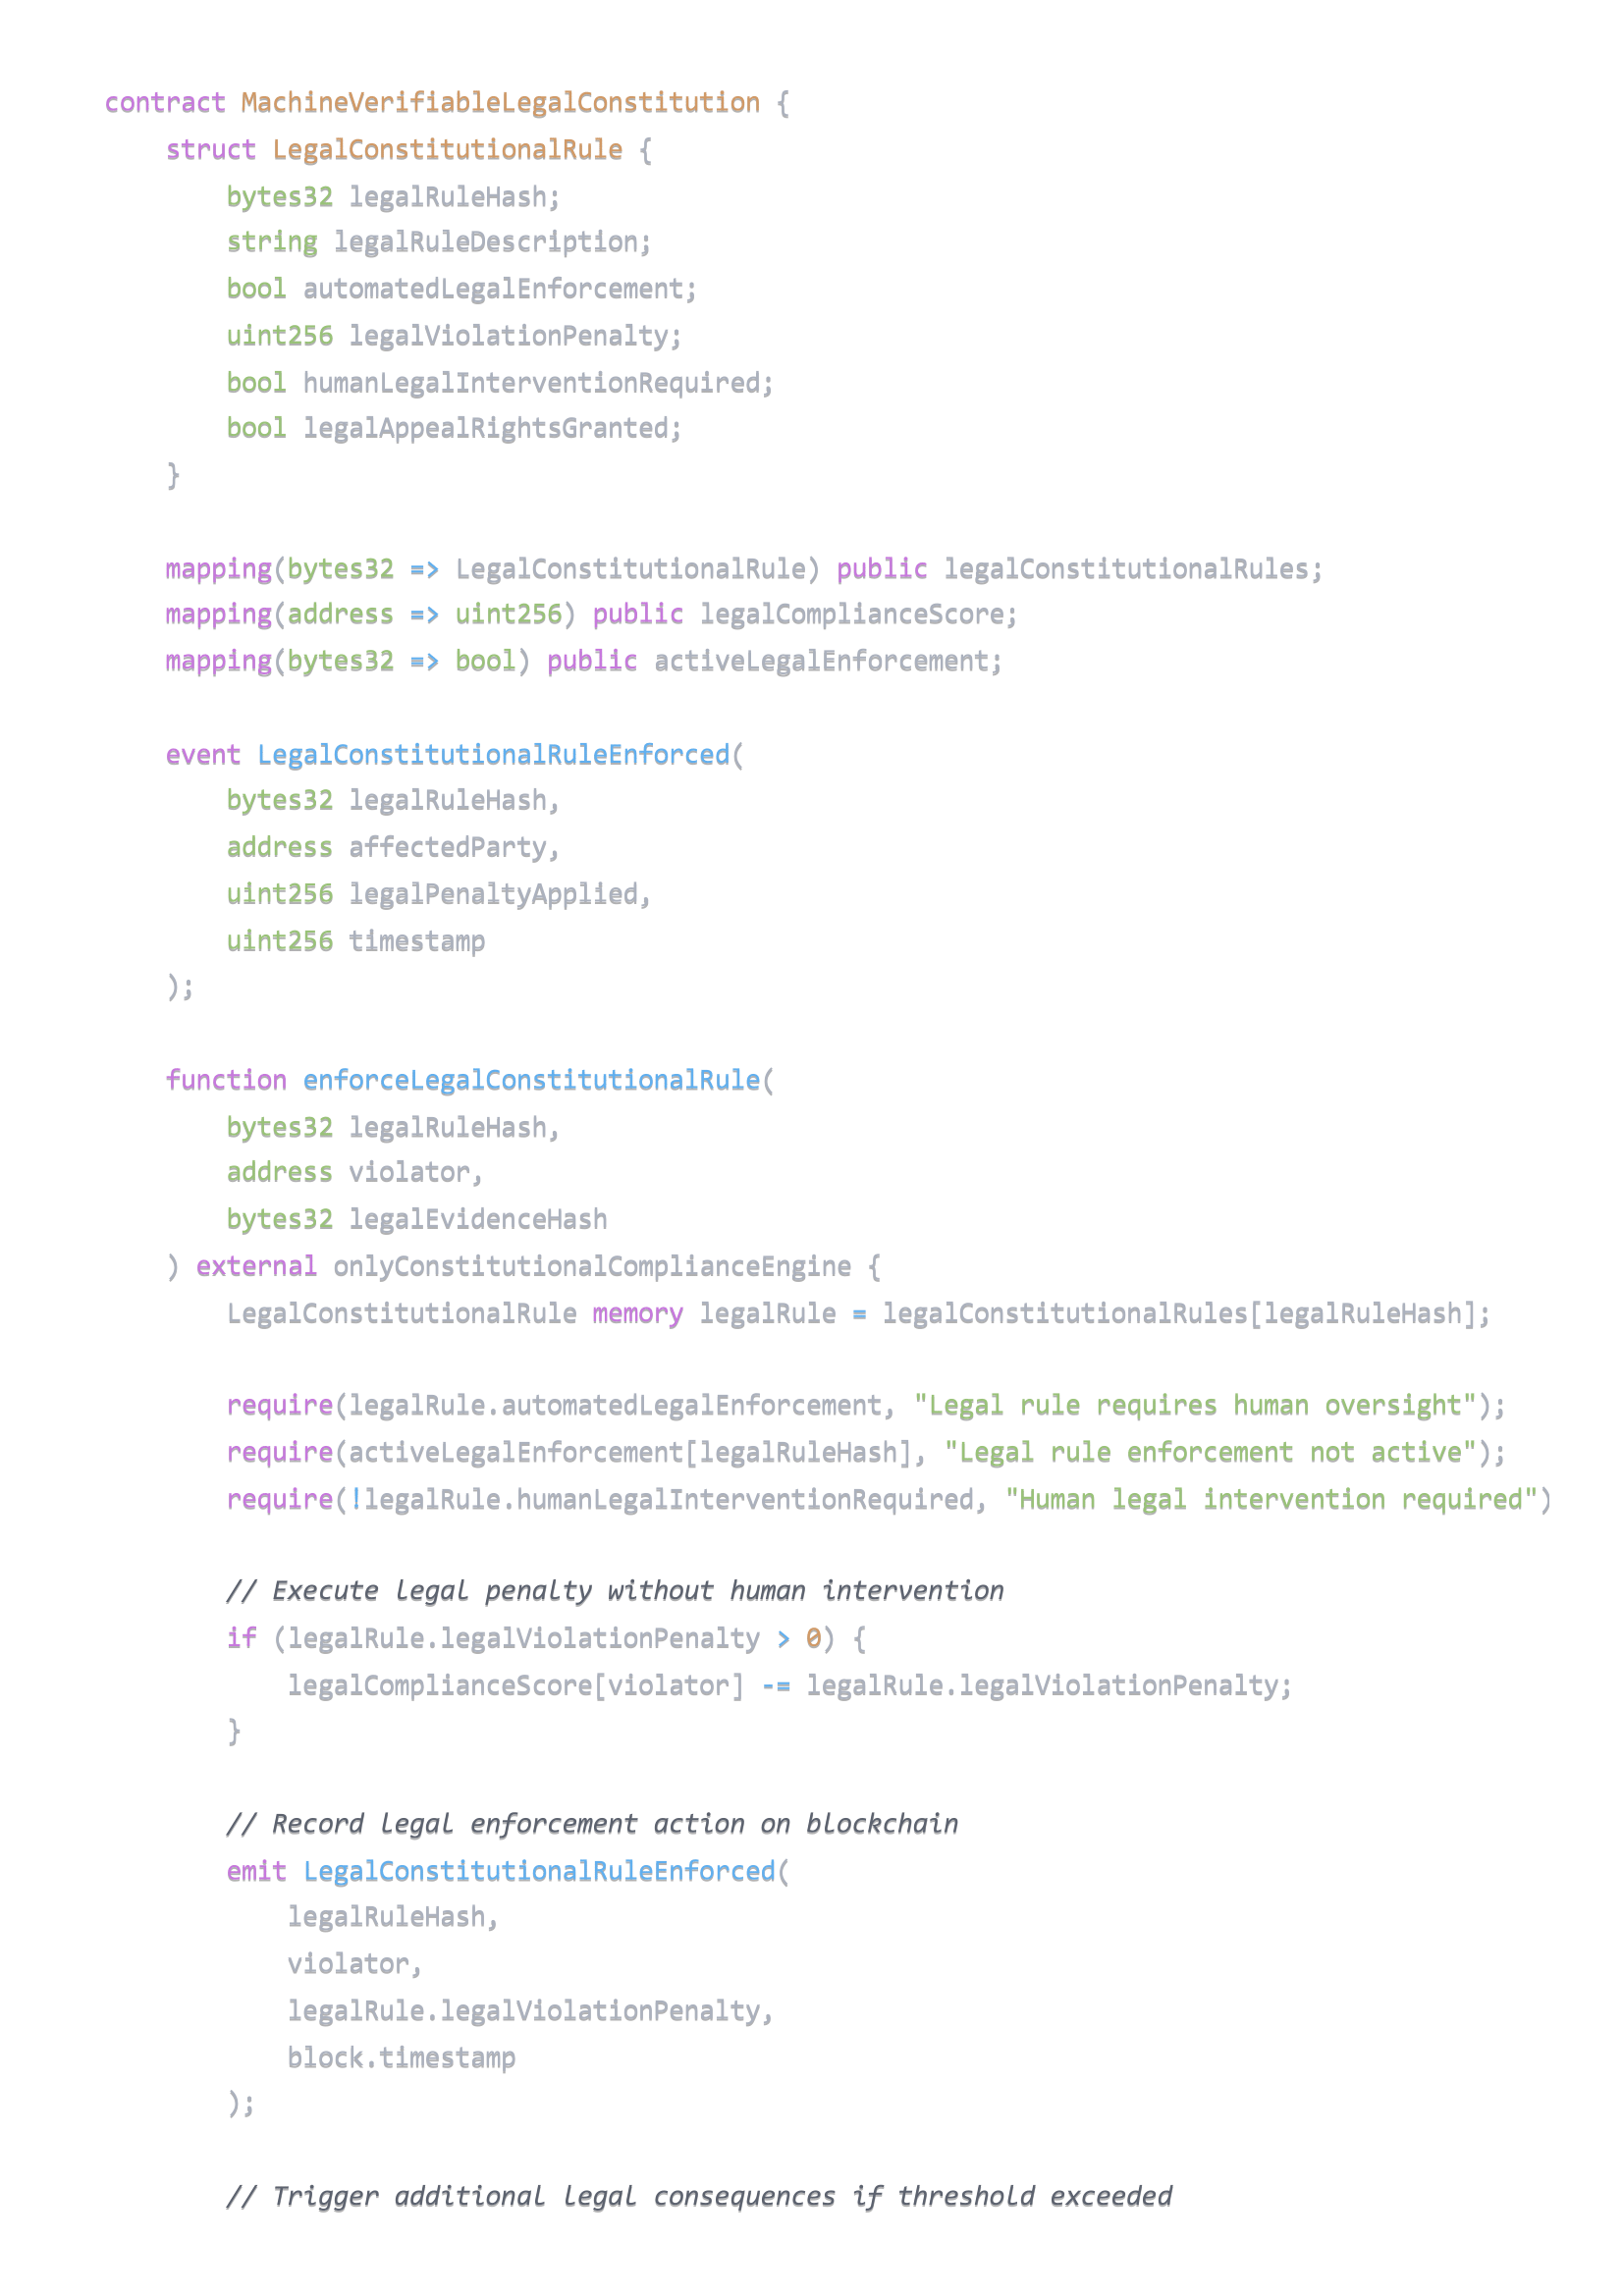 contract MachineVerifiableLegalConstitution {
    struct LegalConstitutionalRule {
        bytes32 legalRuleHash;
        string legalRuleDescription;
        bool automatedLegalEnforcement;
        uint256 legalViolationPenalty;
        bool humanLegalInterventionRequired;
        bool legalAppealRightsGranted;
    }

    mapping(bytes32 => LegalConstitutionalRule) public legalConstitutionalRules;
    mapping(address => uint256) public legalComplianceScore;
    mapping(bytes32 => bool) public activeLegalEnforcement;

    event LegalConstitutionalRuleEnforced(
        bytes32 legalRuleHash,
        address affectedParty,
        uint256 legalPenaltyApplied,
        uint256 timestamp
    );

    function enforceLegalConstitutionalRule(
        bytes32 legalRuleHash,
        address violator,
        bytes32 legalEvidenceHash
    ) external onlyConstitutionalComplianceEngine {
        LegalConstitutionalRule memory legalRule = legalConstitutionalRules[legalRuleHash];

        require(legalRule.automatedLegalEnforcement, "Legal rule requires human oversight");
        require(activeLegalEnforcement[legalRuleHash], "Legal rule enforcement not active");
        require(!legalRule.humanLegalInterventionRequired, "Human legal intervention required")

        // Execute legal penalty without human intervention
        if (legalRule.legalViolationPenalty > 0) {
            legalComplianceScore[violator] -= legalRule.legalViolationPenalty;
        }

        // Record legal enforcement action on blockchain
        emit LegalConstitutionalRuleEnforced(
            legalRuleHash,
            violator,
            legalRule.legalViolationPenalty,
            block.timestamp
        );

        // Trigger additional legal consequences if threshold exceeded